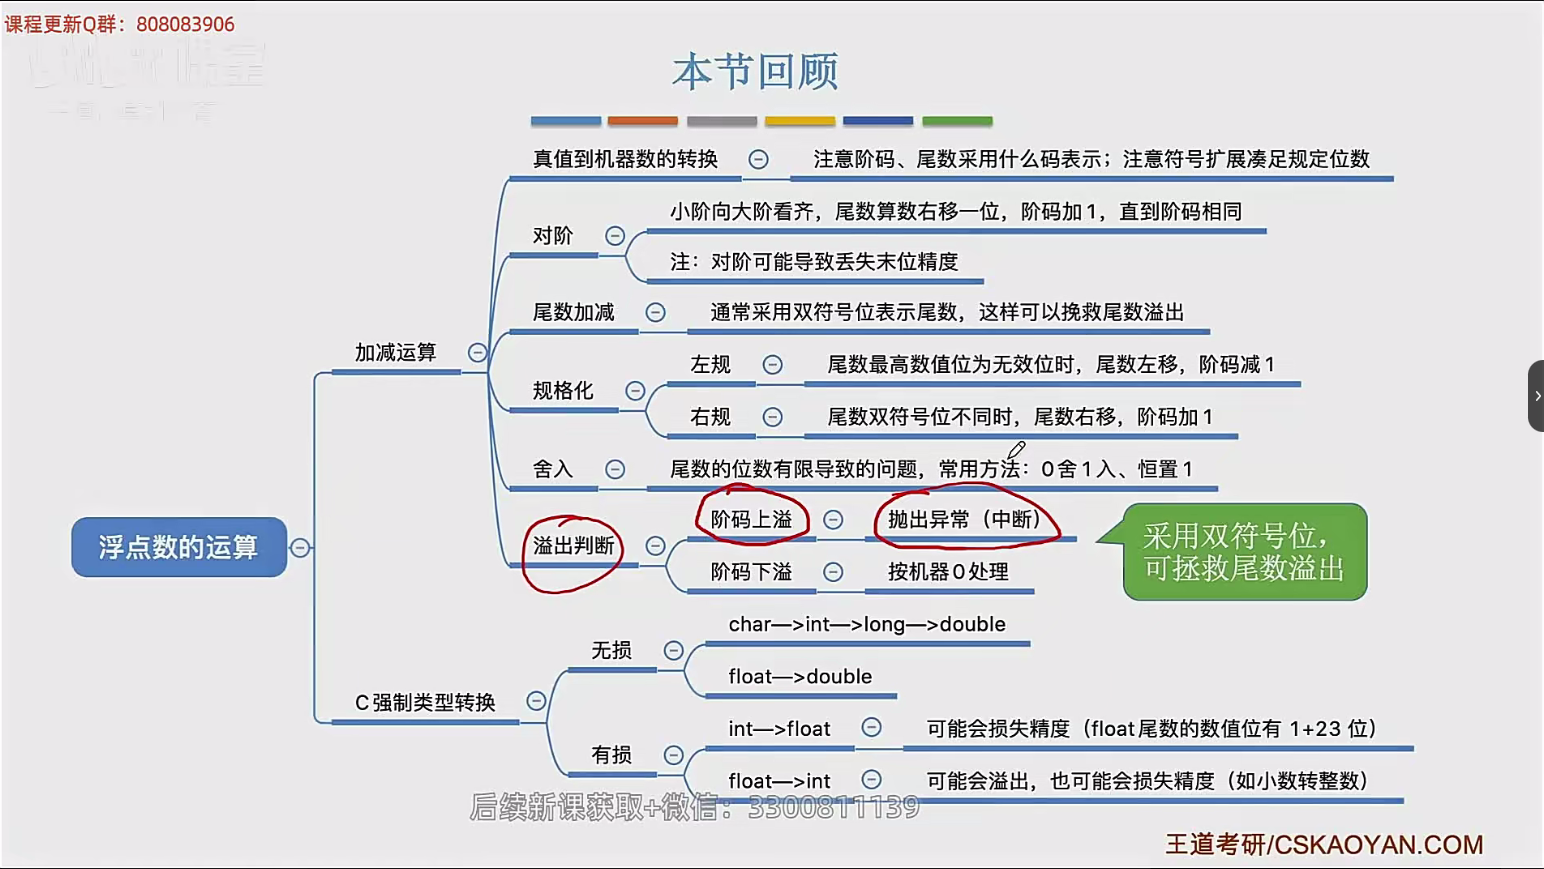 课程更新Q群：808083906
本节回顾
真值到机器数的转换
注意阶码、尾数采用什么码表示；注意符号扩展凑足规定位数
小阶向大阶看齐，尾数算数右移一位，阶码加1，直到阶码相同
对阶
注：对阶可能导致丢失末位精度
尾数加减
通常采用双符号位表示尾数，这样可以挽救尾数溢出
加减运算
左规
尾数最高数值位为无效位时，尾数左移，阶码减1
规格化
右规
尾数双符号位不同时，尾数右移，阶码加1
舍入
尾数的位数有限导致的问题，常用方法：0舍1入、恒置1
阶码上溢
抛出异常（中断）
溢出判断
采用双符号位，
可拯救尾数溢出
浮点数的运算
阶码下溢
按机器0处理
char—>int—>long—>double
无损
float—>double
C强制类型转换
int—>float
可能会损失精度（float尾数的数值位有 1+23 位）
有损
float—>int
可能会溢出，也可能会损失精度（如小数转整数）
后续新课获取+微信：3300811139
王道考研/CSKAOYAN.COM